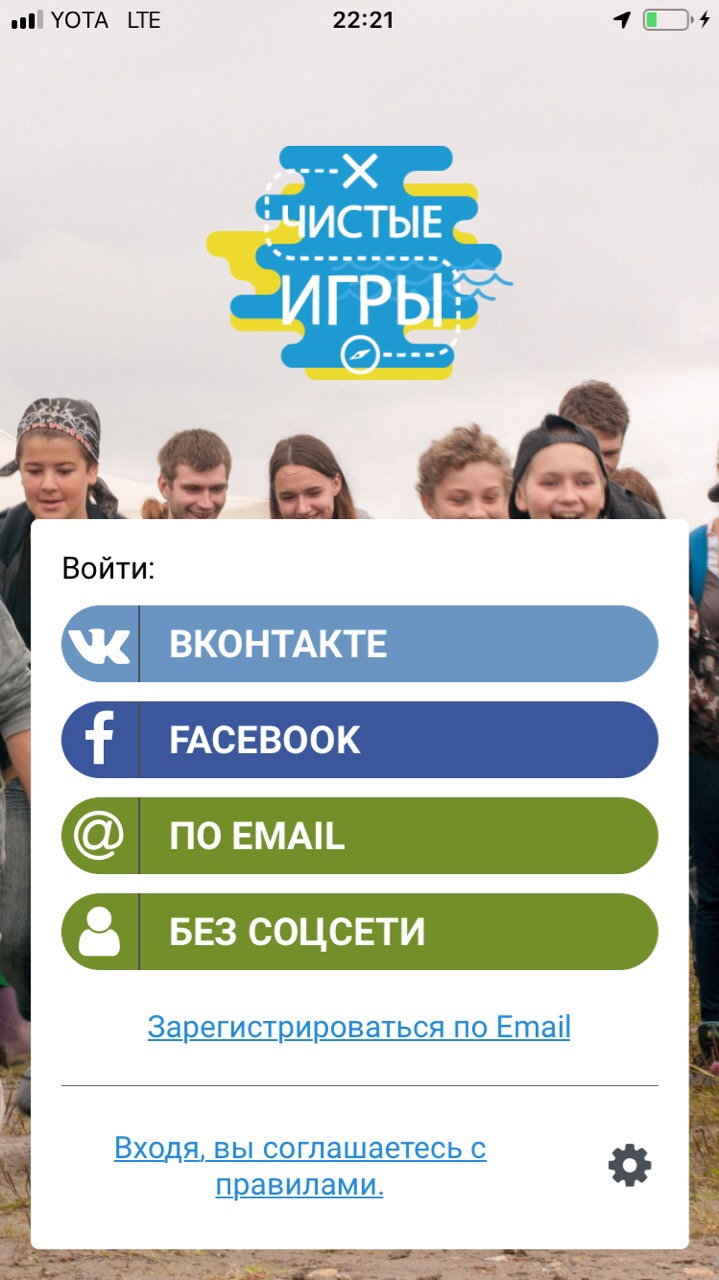 YOTA LTE 22:21
ЧИСТЫЕ
ИГРЫ
Войти:
ВКОНТАКТЕ
FACEBOOK
@ ПО EMAIL
БЕЗ СОЦСЕТИ
Зарегистрироваться по Email
Входя, вы соглашаетесь с
правилами.